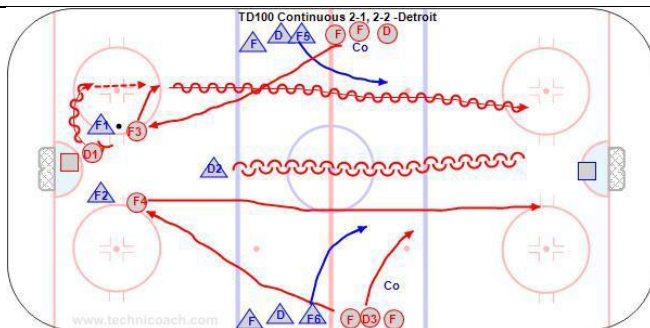 TD100 Continuous 2-1, 2-2 -Detroit
F D F5 F F D
Co
F1 F3
D1
D2
F2 F4
Co
F D F6 F D3 F
www.technicoach.com